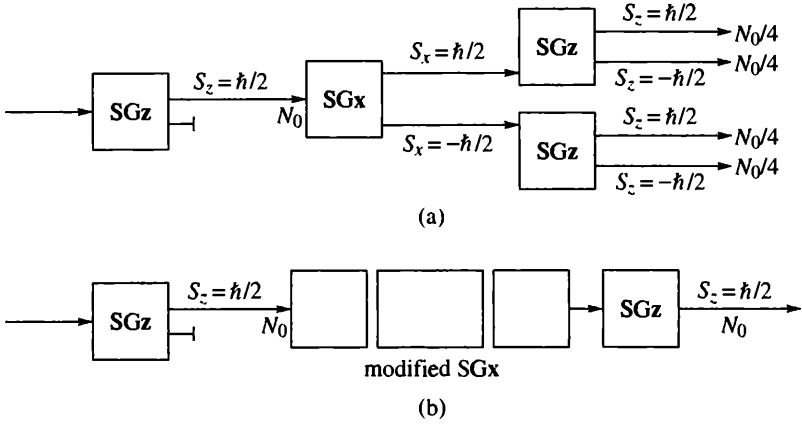 S_z = ħ/2
N_0/4
S_x = ħ/2
SGz
S_z = ħ/2
N_0/4
S_z = −ħ/2
SGz
SGx
N_0
S_z = ħ/2
N_0/4
S_x = −ħ/2
SGz
S_z = −ħ/2
N_0/4
(a)
S_z = ħ/2
S_z = ħ/2
SGz
SGz
N_0
N_0
modified SGx
(b)